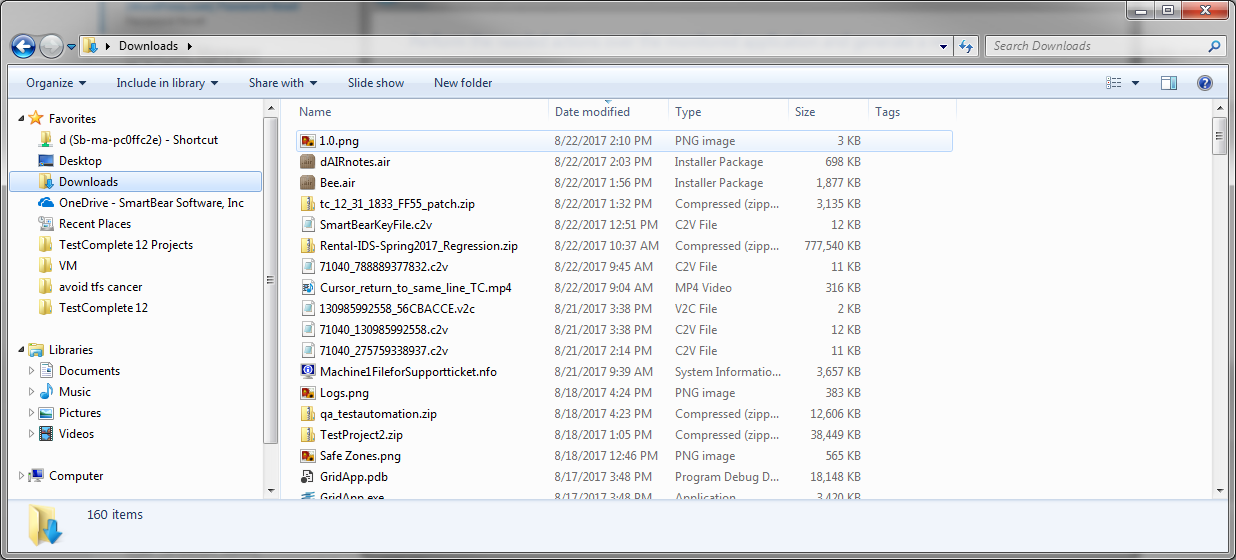 Downloads
Search Downloads
Organize Include in library Share with Slide show New folder
Favorites
d (Sb-ma-pc0ffc2e) - Shortcut
Desktop
Downloads
OneDrive - SmartBear Software, Inc
Recent Places
TestComplete 12 Projects
VM
avoid tfs cancer
TestComplete 12
Libraries
Documents
Music
Pictures
Videos
Computer
Name Date modified Type Size Tags
1.0.png 8/22/2017 2:10 PM PNG image 3 KB
dAIRnotes.air 8/22/2017 2:03 PM Installer Package 698 KB
Bee.air 8/22/2017 1:56 PM Installer Package 1,877 KB
tc_12_31_1833_FF55_patch.zip 8/22/2017 1:32 PM Compressed (zipp... 3,135 KB
SmartBearKeyFile.c2v 8/22/2017 12:51 PM C2V File 12 KB
Rental-IDS-Spring2017_Regression.zip 8/22/2017 10:37 AM Compressed (zipp... 777,540 KB
71040_788889377832.c2v 8/22/2017 9:45 AM C2V File 11 KB
Cursor_return_to_same_line_TC.mp4 8/22/2017 9:04 AM MP4 Video 316 KB
130985992558_56CBACCE.v2c 8/21/2017 3:38 PM V2C File 2 KB
71040_130985992558.c2v 8/21/2017 3:38 PM C2V File 12 KB
71040_275759338937.c2v 8/21/2017 2:14 PM C2V File 11 KB
Machine1FileforSupportticket.nfo 8/21/2017 9:39 AM System Informatio... 3,657 KB
Logs.png 8/18/2017 4:24 PM PNG image 383 KB
qa_testautomation.zip 8/18/2017 4:23 PM Compressed (zipp... 12,606 KB
TestProject2.zip 8/18/2017 1:05 PM Compressed (zipp... 38,449 KB
Safe Zones.png 8/18/2017 12:46 PM PNG image 565 KB
GridApp.pdb 8/17/2017 3:48 PM Program Debug D... 18,148 KB
GridApp.exe 8/17/2017 3:48 PM Application 3,420 KB
160 items